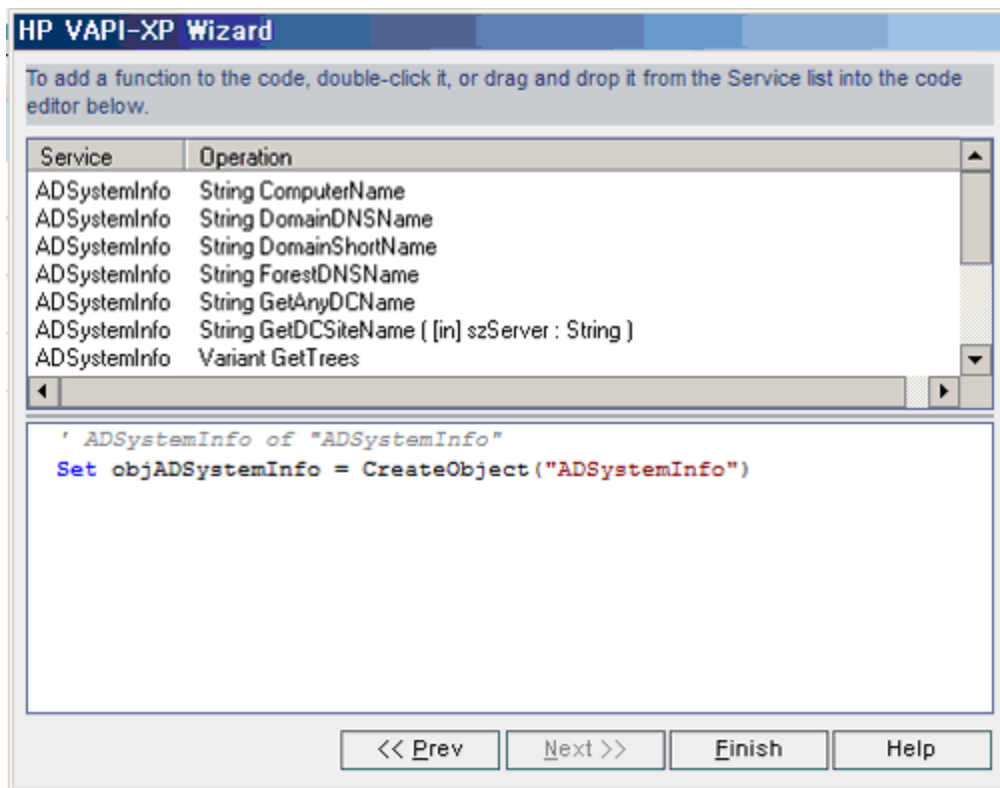 HP VAPI-XP Wizard
To add a function to the code, double-click it, or drag and drop it from the Service list into the code
editor below.
Service Operation
ADSystemInfo String ComputerName
ADSystemInfo String DomainDNSName
ADSystemInfo String DomainShortName
ADSystemInfo String ForestDNSName
ADSystemInfo String GetAnyDCName
ADSystemInfo String GetDCSiteName ( [in] szServer : String )
ADSystemInfo Variant GetTrees
' ADSystemInfo of "ADSystemInfo"
Set objADSystemInfo = CreateObject("ADSystemInfo")
<< Prev Next >> Finish Help